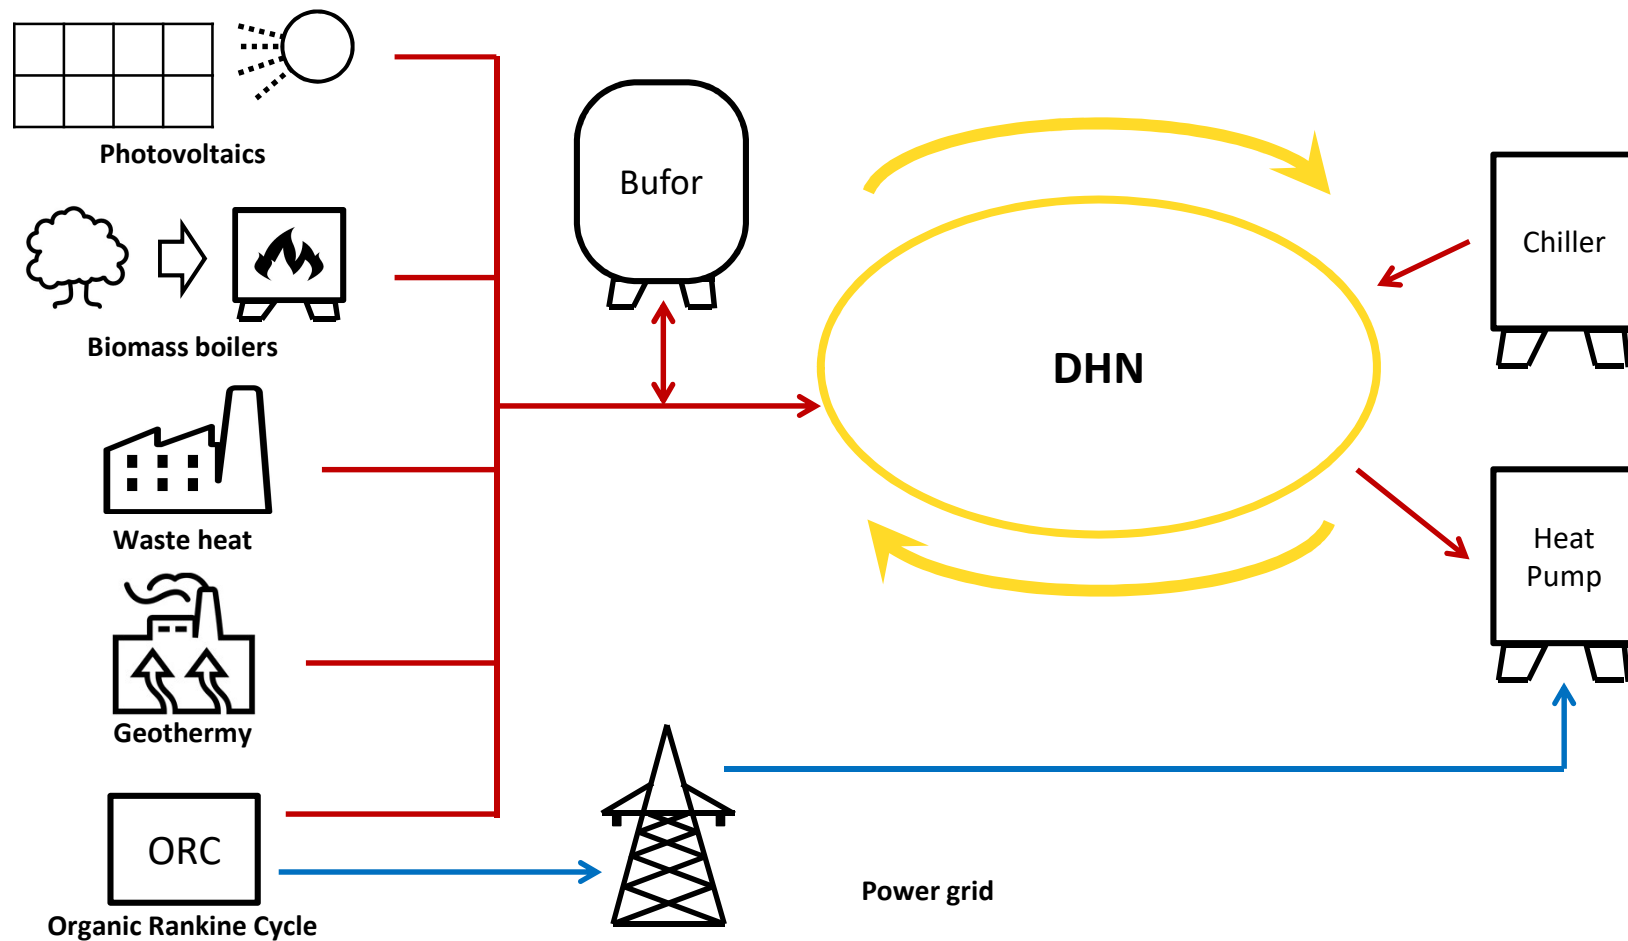 Photovoltaics
Bufor
Chiller
Biomass boilers
DHN
Waste heat
Heat
Pump
Geothermy
ORC
Power grid
Organic Rankine Cycle